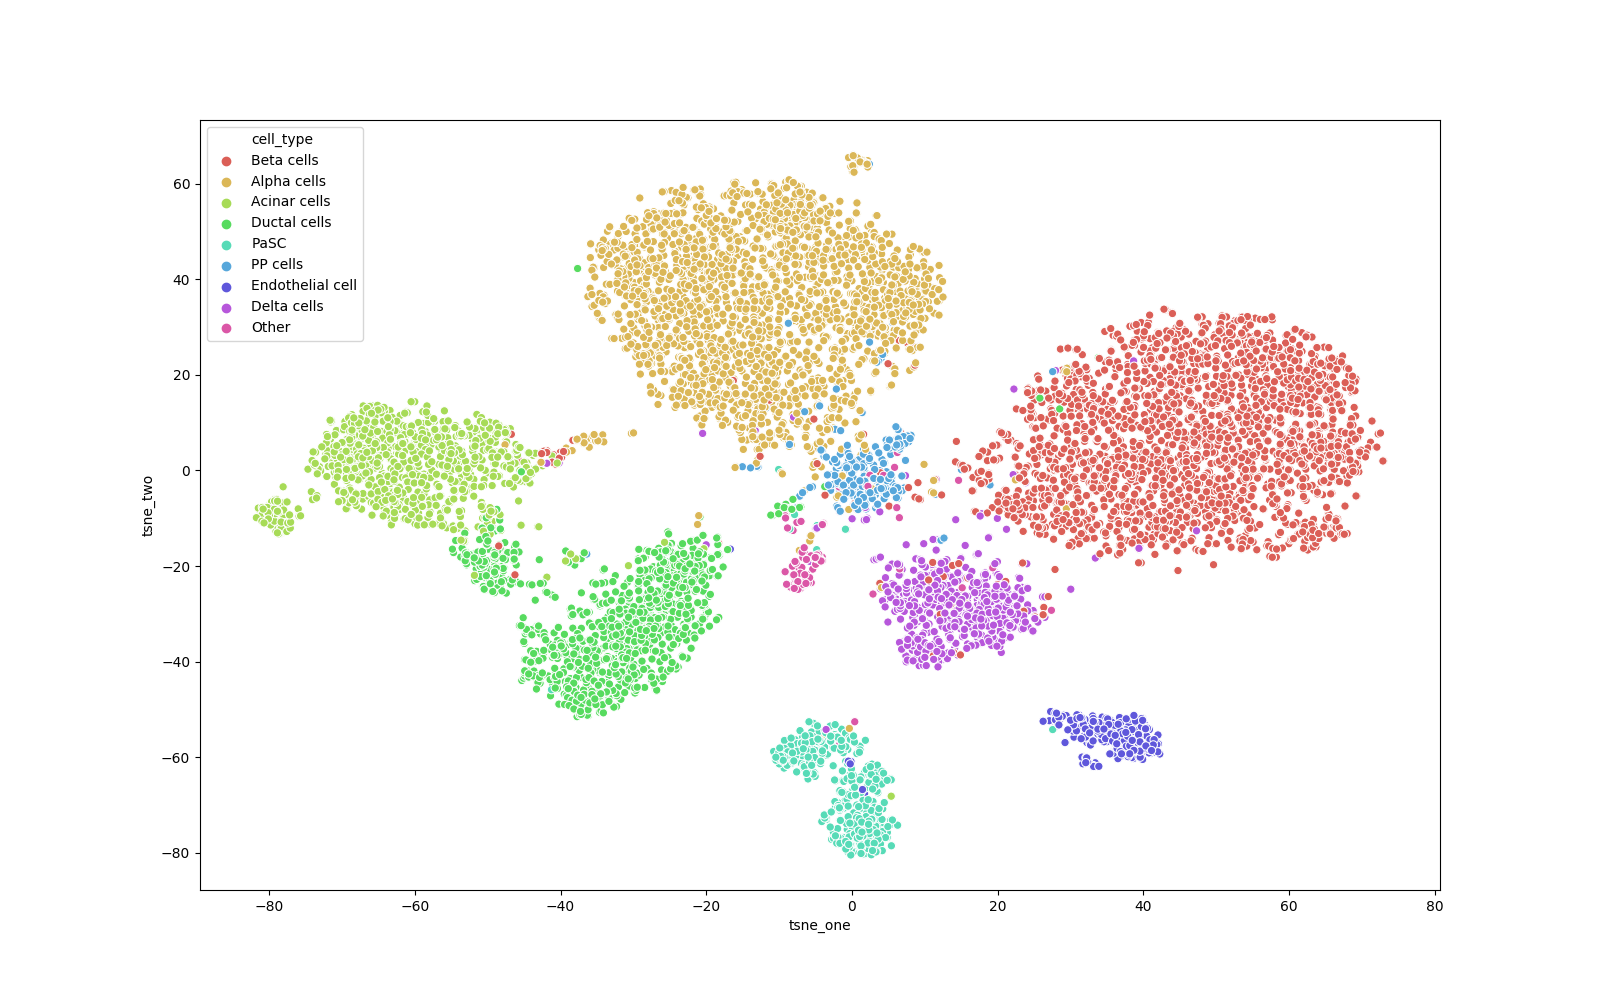 cell_type
Beta cells
Alpha cells
Acinar cells
Ductal cells
PaSC
PP cells
Endothelial cell
Delta cells
Other
60
40
20
0
−20
−40
−60
−80
tsne_two
−80 −60 −40 −20 0 20 40 60 80
tsne_one